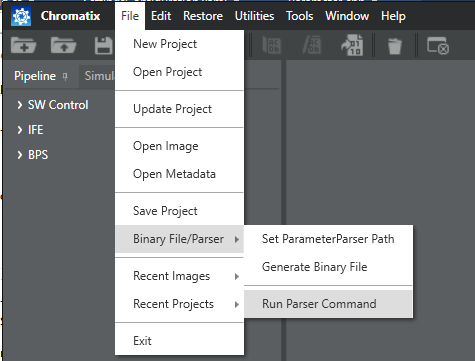 Chromatix File Edit Restore Utilities Tools Window Help
New Project
Open Project
Pipeline Simul
Update Project
SW Control
IFE
BPS
Open Image
Open Metadata
Save Project
Binary File/Parser
Set ParameterParser Path
Generate Binary File
Run Parser Command
Recent Images
Recent Projects
Exit